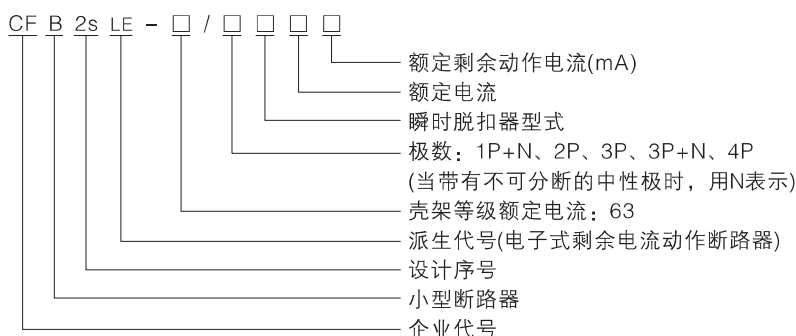 CF B 2s LE - □ / □ □ □ □
额定剩余动作电流(mA)
额定电流
瞬时脱扣器型式
极数：1P+N、2P、3P、3P+N、4P
(当带有不可分断的中性极时，用N表示)
壳架等级额定电流：63
派生代号(电子式剩余电流动作断路器)
设计序号
小型断路器
企业代号